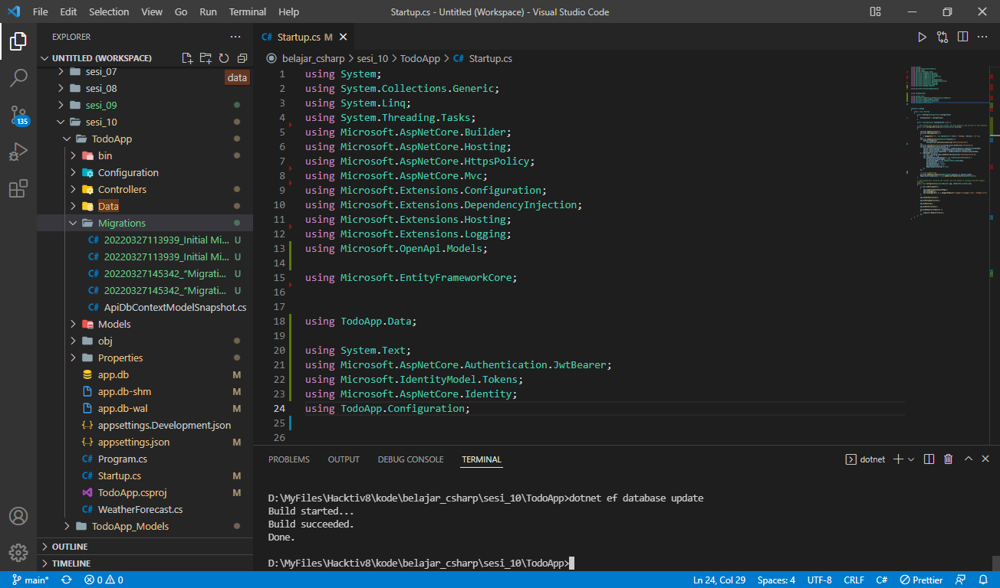 File Edit Selection View Go Run Terminal Help
Startup.cs - Untitled (Workspace) - Visual Studio Code
EXPLORER
UNTITLED (WORKSPACE)
data
sesi_07
sesi_08
sesi_09
sesi_10
TodoApp
bin
Configuration
Controllers
Data
Migrations
C# 20220327113939_Initial Mi... U
C# 20220327113939_Initial Mi... U
C# 20220327145342_“Migrati... U
C# 20220327145342_“Migrati... U
C# ApiDbContextModelSnapshot.cs
Models
obj
Properties
app.db M
app.db-shm M
app.db-wal M
{..} appsettings.Development.json
{..} appsettings.json M
C# Program.cs
C# Startup.cs M
TodoApp.csproj M
C# WeatherForecast.cs
TodoApp_Models
OUTLINE
TIMELINE
135
C# Startup.cs M
belajar_csharp > sesi_10 > TodoApp > C# Startup.cs
1 using System;
2 using System.Collections.Generic;
3 using System.Linq;
4 using System.Threading.Tasks;
5 using Microsoft.AspNetCore.Builder;
6 using Microsoft.AspNetCore.Hosting;
7 using Microsoft.AspNetCore.HttpsPolicy;
8 using Microsoft.AspNetCore.Mvc;
9 using Microsoft.Extensions.Configuration;
10 using Microsoft.Extensions.DependencyInjection;
11 using Microsoft.Extensions.Hosting;
12 using Microsoft.Extensions.Logging;
13 using Microsoft.OpenApi.Models;
14
15 using Microsoft.EntityFrameworkCore;
16
17
18 using TodoApp.Data;
19
20 using System.Text;
21 using Microsoft.AspNetCore.Authentication.JwtBearer;
22 using Microsoft.IdentityModel.Tokens;
23 using Microsoft.AspNetCore.Identity;
24 using TodoApp.Configuration;
25
26
PROBLEMS OUTPUT DEBUG CONSOLE TERMINAL
dotnet
D:\MyFiles\Hacktiv8\kode\belajar_csharp\sesi_10\TodoApp>dotnet ef database update
Build started...
Build succeeded.
Done.
D:\MyFiles\Hacktiv8\kode\belajar_csharp\sesi_10\TodoApp>
main* 0 0 Ln 24, Col 29 Spaces: 4 UTF-8 CRLF C# Prettier